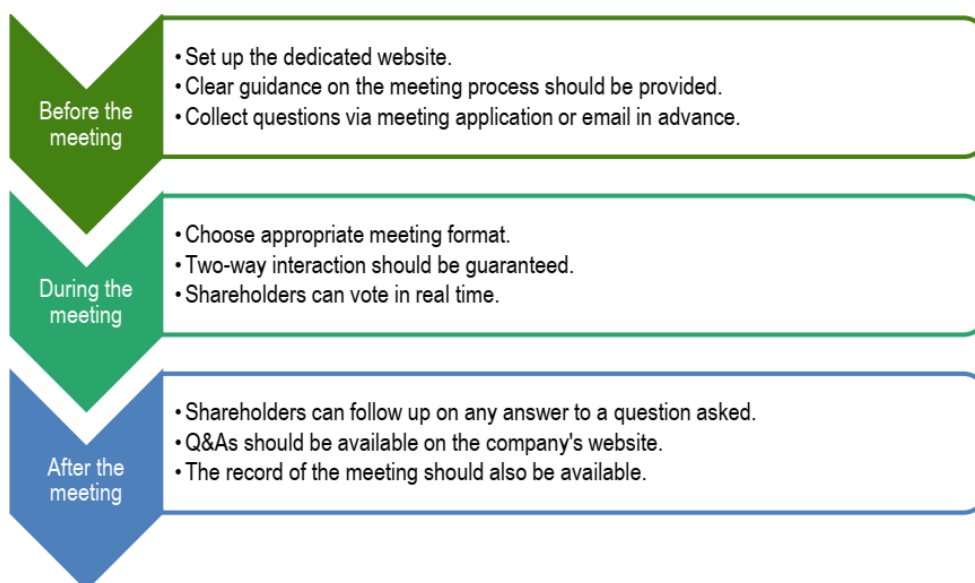 Before the
meeting
• Set up the dedicated website.
• Clear guidance on the meeting process should be provided.
• Collect questions via meeting application or email in advance.
During the
meeting
• Choose appropriate meeting format.
• Two-way interaction should be guaranteed.
• Shareholders can vote in real time.
After the
meeting
• Shareholders can follow up on any answer to a question asked.
• Q&As should be available on the company's website.
• The record of the meeting should also be available.